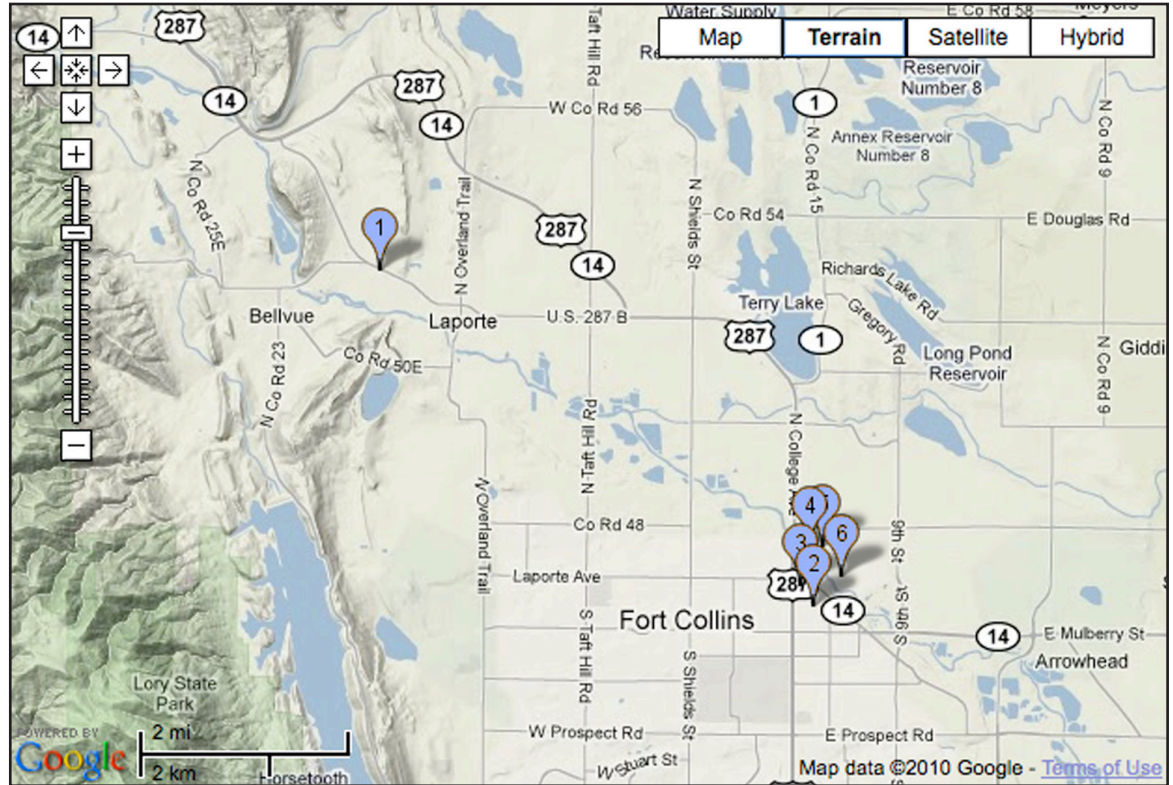 Water Supply
E Co Rd 58
287
14
Map
Terrain
Satellite
Hybrid
Taft Hill Rd
Reservoir
Number 8
287
14
14
W Co Rd 56
1
N Co Rd 9
Annex Reservoir
Number 8
N Co Rd 15
N Co Rd 25E
N Overland Trail
N Shields St
Co Rd 54
E Douglas Rd
1
287
14
Richards Lake Rd
Terry Lake
Gregory Rd
Bellvue
Laporte
U.S. 287 B
287
1
Long Pond
Reservoir
Giddi
N Co Rd 9
N Co Rd 23
Co Rd 50E
N Taft Hill Rd
N College Ave
N Overland Trail
4
5
Co Rd 48
3
6
2
9th St
Laporte Ave
287
14
S Taft Hill Rd
Fort Collins
14
E Mulberry St
Arrowhead
S Shields St
Lory State
Park
W Prospect Rd
E Prospect Rd
W Stuart St
POWERED BY
Google
2 mi
2 km
Horsetooth
Map data ©2010 Google - Terms of Use